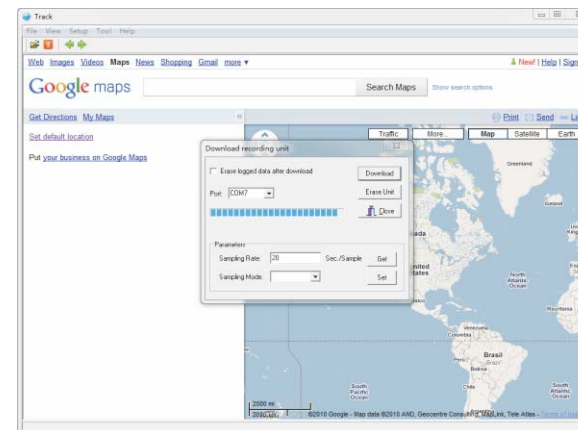 Track
File View Setup Tool Help
Web Images Videos Maps News Shopping Gmail more ▼
New! | Help | Sign
Google maps
Search Maps
Show search options
Get Directions My Maps
Print Send
Set default location
Traffic More... Map Satellite Earth
Put your business on Google Maps
Download recording unit
Erase logged data after download
Download
Port: COM7
Erase Unit
Close
Parameters
Sampling Rate: 20 Sec./Sample Get
Sampling Mode: Set
Greenland
Iceland
North
Atlantic
Ocean
Mauritania
Venezuela
Colombia
Peru
Brasil
Brazil
Bolivia
Chile
South
Pacific
Ocean
South
Atlantic
Ocean
Argentina
2000 mi
2000 km
©2010 Google - Map data ©2010 AND, Geocentre Consulting, MapLink, Tele Atlas - Terms of Use